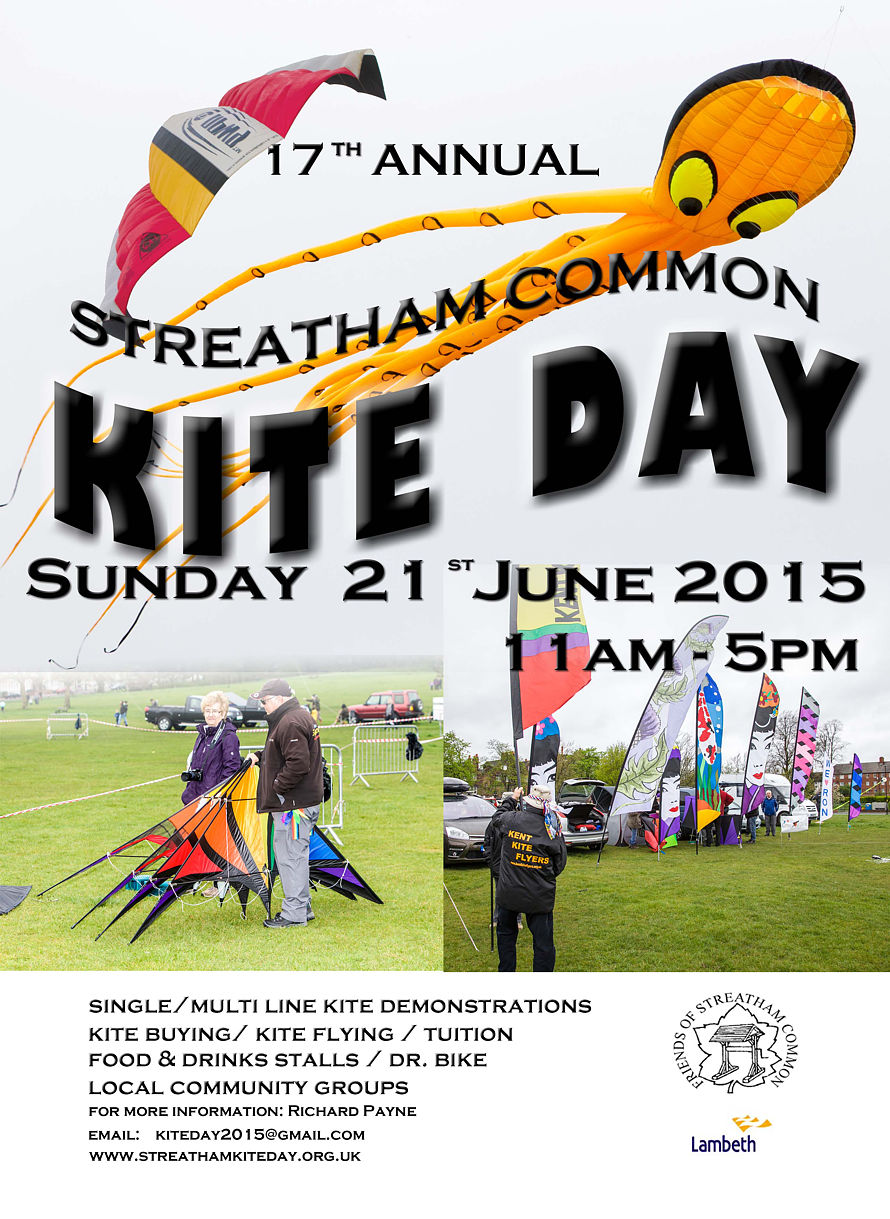 17TH ANNUAL
STREATHAM COMMON
KITE DAY
SUNDAY 21ST JUNE 2015
11AM - 5PM
KENT
KENT
KITE
FLYERS
SINGLE/MULTI LINE KITE DEMONSTRATIONS
KITE BUYING/ KITE FLYING / TUITION
FOOD & DRINKS STALLS / DR. BIKE
LOCAL COMMUNITY GROUPS
FOR MORE INFORMATION: RICHARD PAYNE
EMAIL: KITEDAY2015@GMAIL.COM
WWW.STREATHAMKITEDAY.ORG.UK
FRIENDS OF STREATHAM COMMON
Lambeth